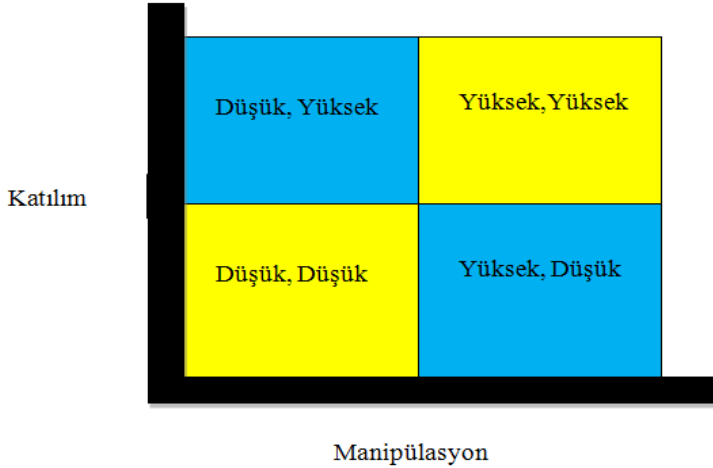 Düşük, Yüksek
Yüksek,Yüksek
Katılım
Düşük, Düşük
Yüksek, Düşük
Manipülasyon